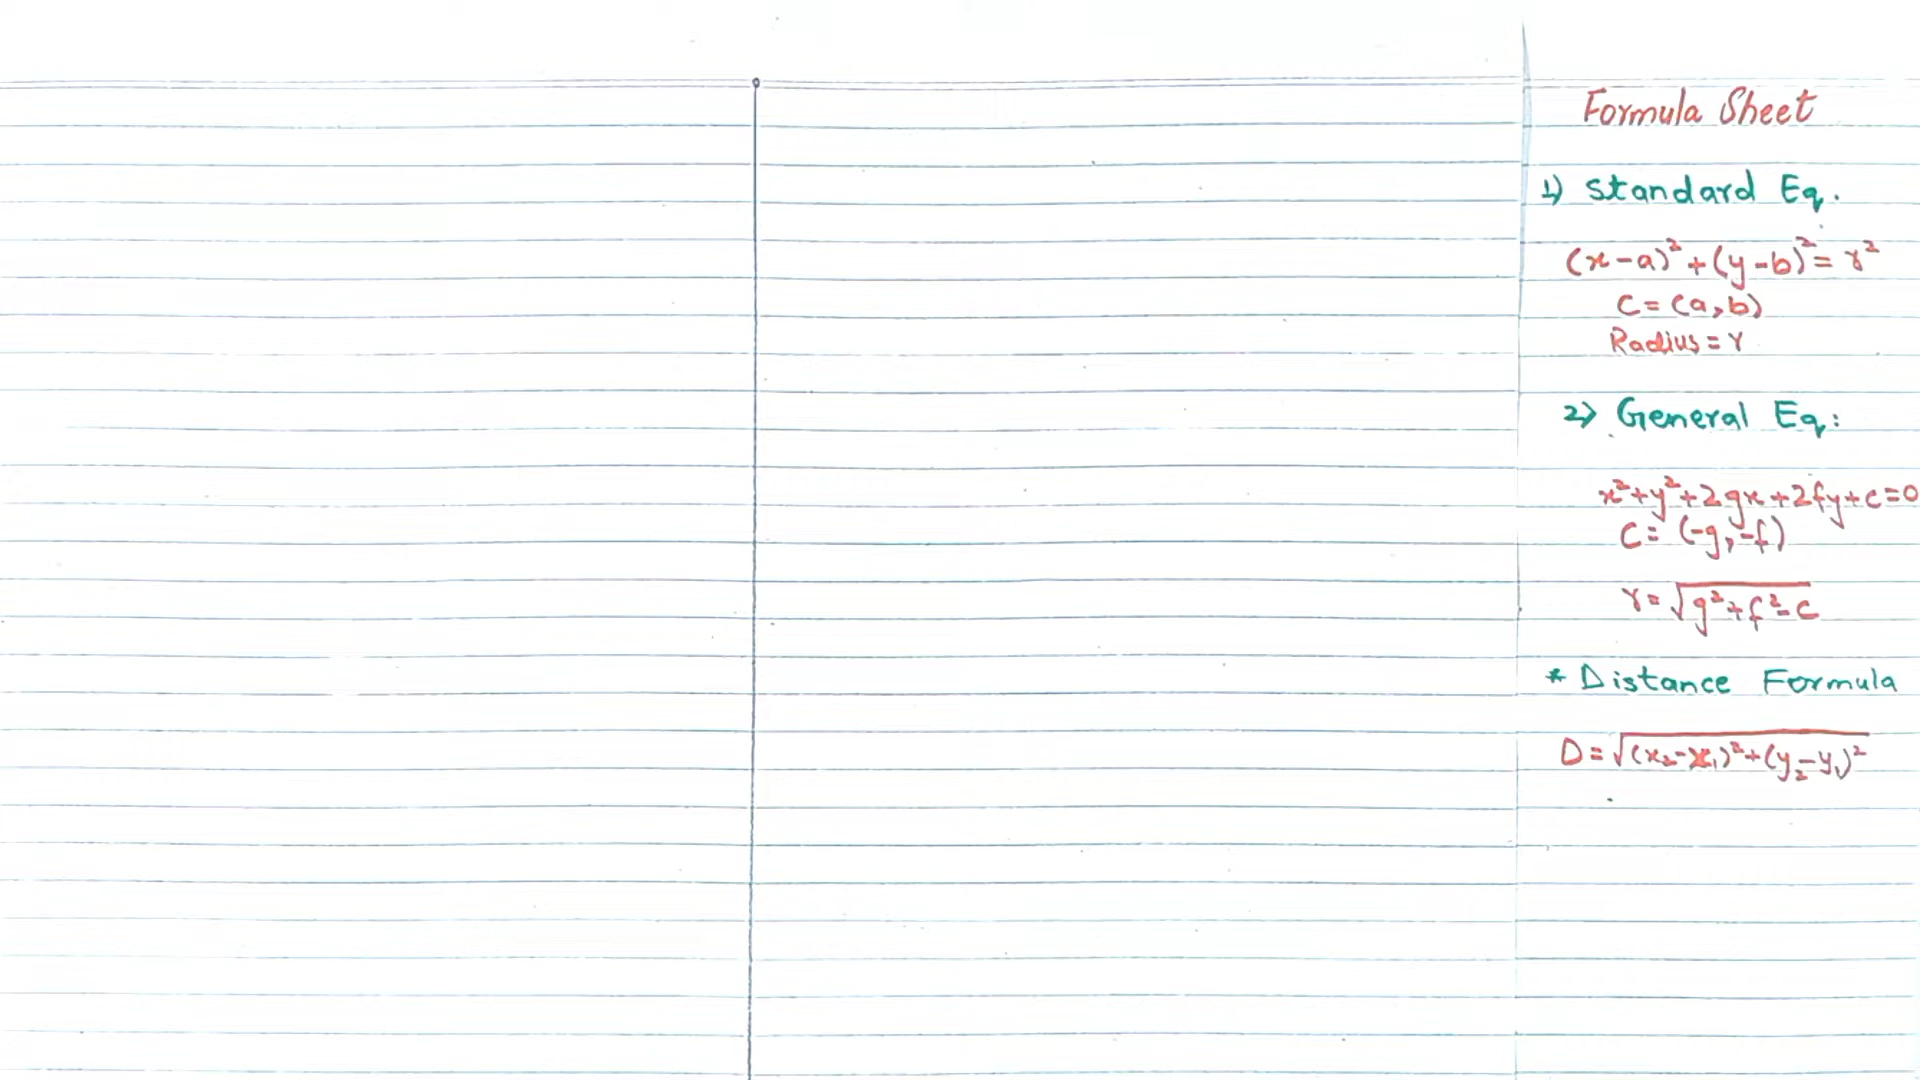 Formula Sheet
1) Standard Eq.
(x-a)²+(y-b)²= r²
C=(a,b)
Radius=r
2) General Eq:
x²+y²+2gx+2fy+c=0
C= (-g,-f)
r= √g²+f²-c
* Distance Formula
D=√(x₂-x₁)²+(y₂-y₁)²